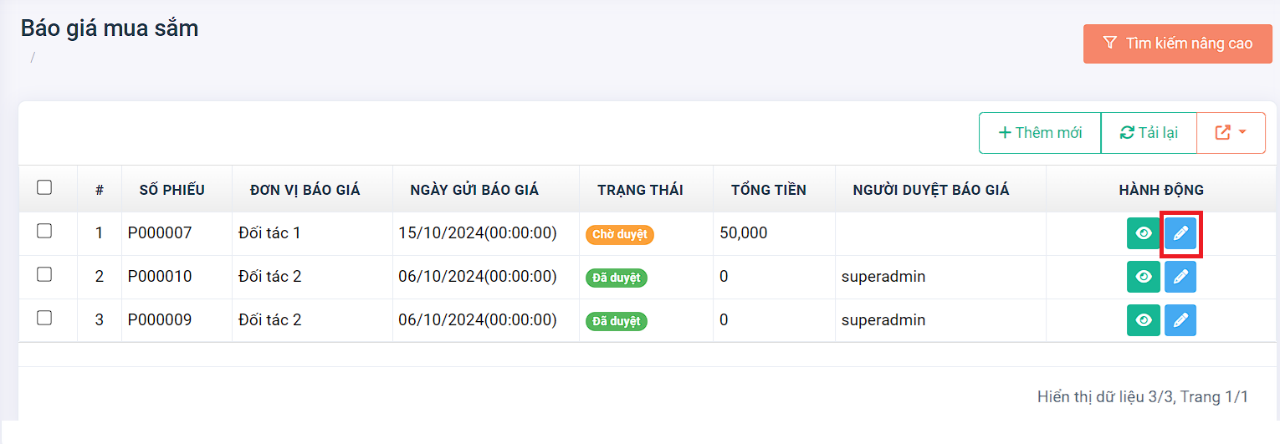 Báo giá mua sắm
/
Tìm kiếm nâng cao
Thêm mới Tải lại
# SỐ PHIẾU ĐƠN VỊ BÁO GIÁ NGÀY GỬI BÁO GIÁ TRẠNG THÁI TỔNG TIỀN NGƯỜI DUYỆT BÁO GIÁ HÀNH ĐỘNG
1 P000007 Đối tác 1 15/10/2024(00:00:00) Chờ duyệt 50,000
2 P000010 Đối tác 2 06/10/2024(00:00:00) Đã duyệt 0 superadmin
3 P000009 Đối tác 2 06/10/2024(00:00:00) Đã duyệt 0 superadmin
Hiển thị dữ liệu 3/3, Trang 1/1